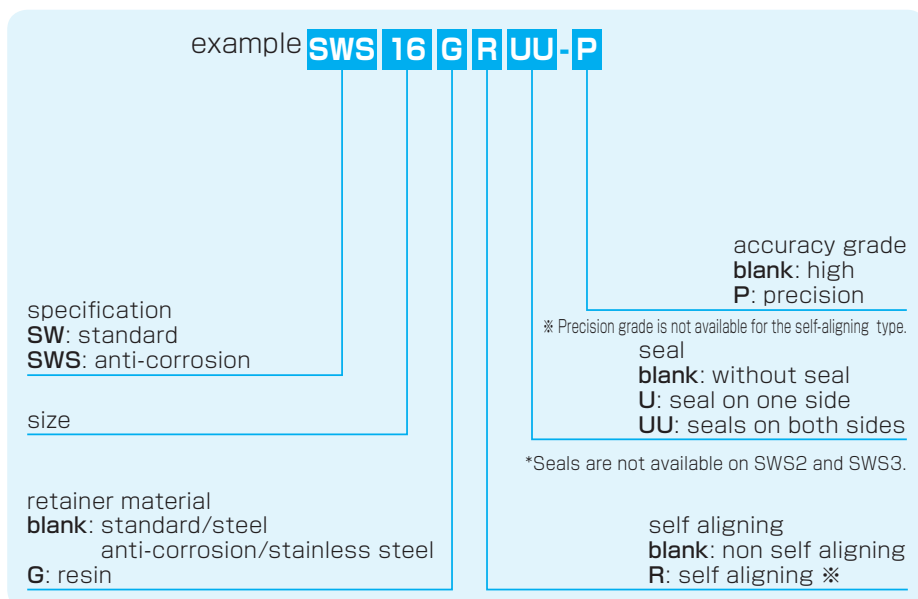 example SWS 16 G R UU - P
accuracy grade
blank: high
P: precision
※ Precision grade is not available for the self-aligning type.
specification
SW: standard
SWS: anti-corrosion
seal
blank: without seal
U: seal on one side
UU: seals on both sides
*Seals are not available on SWS2 and SWS3.
size
retainer material
blank: standard/steel
anti-corrosion/stainless steel
G: resin
self aligning
blank: non self aligning
R: self aligning ※